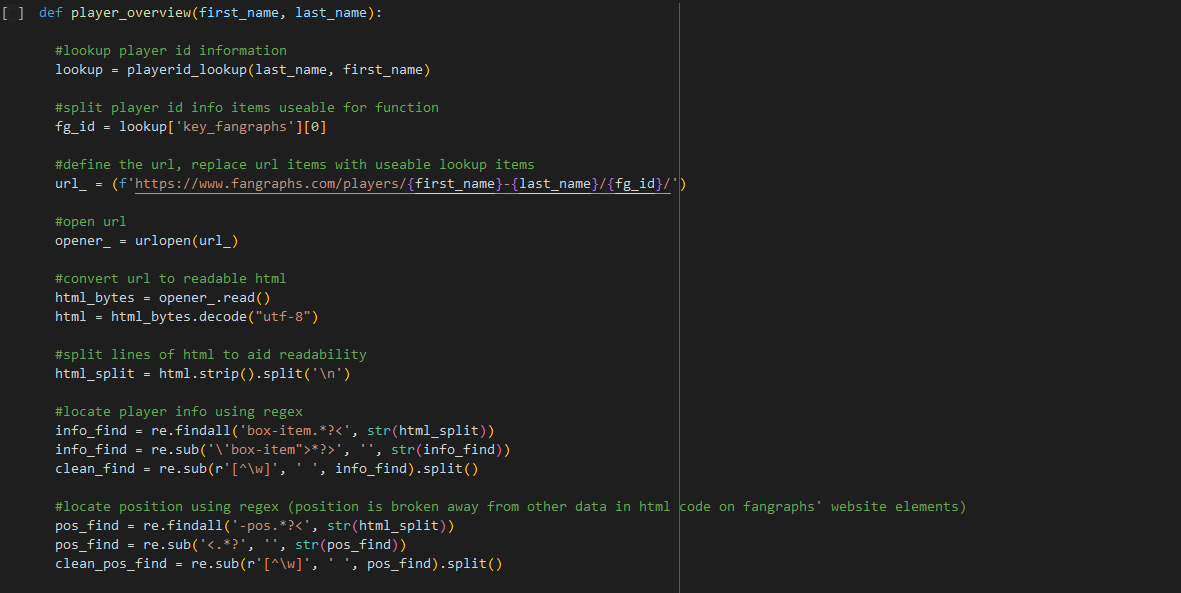 [ ] def player_overview(first_name, last_name):
#lookup player id information
lookup = playerid_lookup(last_name, first_name)
#split player id info items useable for function
fg_id = lookup['key_fangraphs'][0]
#define the url, replace url items with useable lookup items
url_ = (f'https://www.fangraphs.com/players/{first_name}-{last_name}/{fg_id}/')
#open url
opener_ = urlopen(url_)
#convert url to readable html
html_bytes = opener_.read()
html = html_bytes.decode("utf-8")
#split lines of html to aid readability
html_split = html.strip().split('\n')
#locate player info using regex
info_find = re.findall('box-item.*?<', str(html_split))
info_find = re.sub('\'box-item">*?>', '', str(info_find))
clean_find = re.sub(r'[^\w]', ' ', info_find).split()
#locate position using regex (position is broken away from other data in html code on fangraphs' website elements)
pos_find = re.findall('-pos.*?<', str(html_split))
pos_find = re.sub('<.*?', '', str(pos_find))
clean_pos_find = re.sub(r'[^\w]', ' ', pos_find).split()